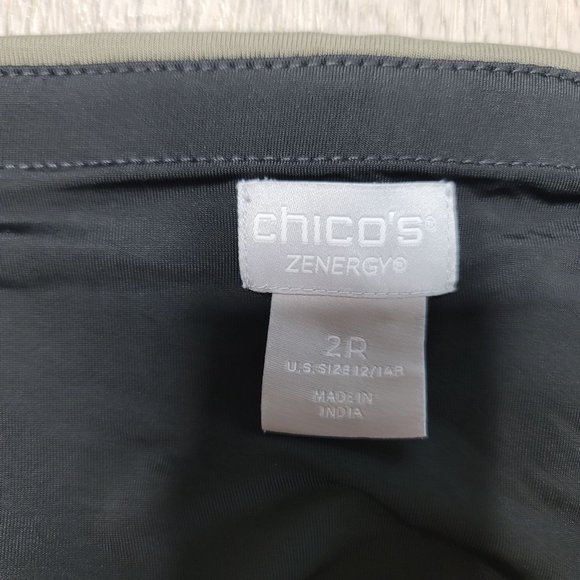 chico's®
ZENERGY®
2R
U.S. SIZE 12/14R
MADE IN
INDIA